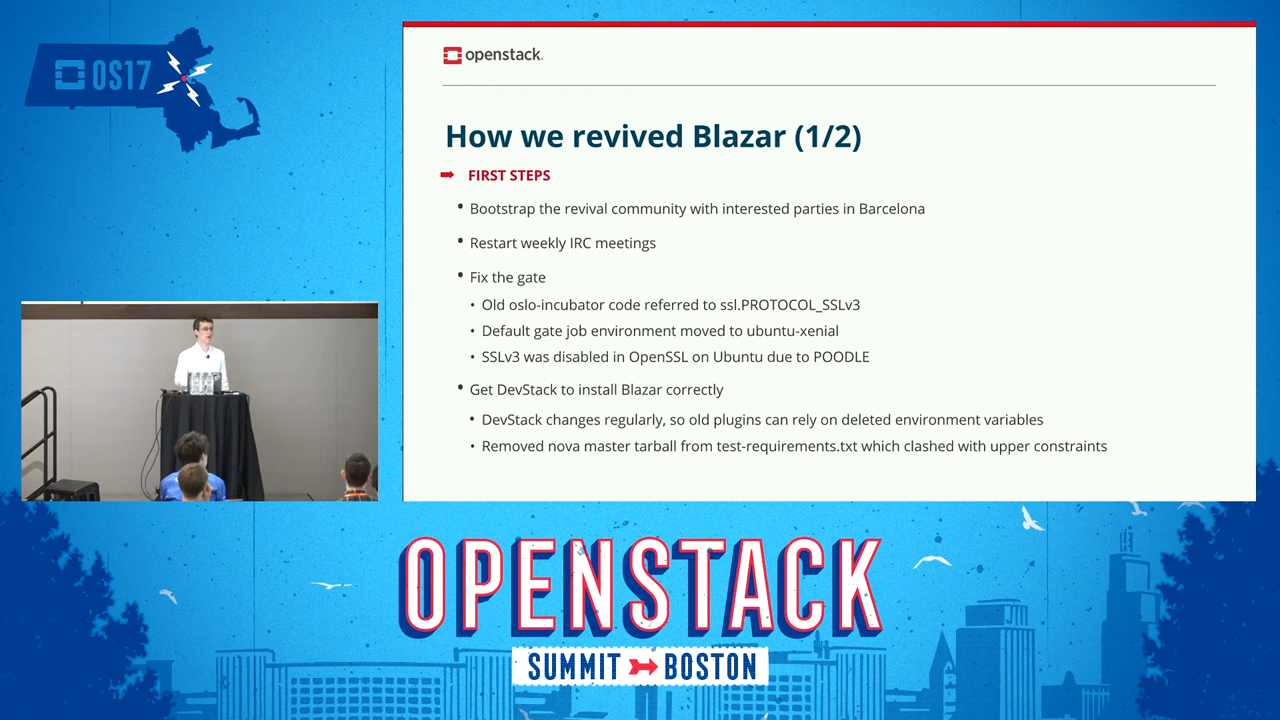 OS17
openstack.
How we revived Blazar (1/2)
FIRST STEPS
• Bootstrap the revival community with interested parties in Barcelona
• Restart weekly IRC meetings
• Fix the gate
• Old oslo-incubator code referred to ssl.PROTOCOL_SSLv3
• Default gate job environment moved to ubuntu-xenial
• SSLv3 was disabled in OpenSSL on Ubuntu due to POODLE
• Get DevStack to install Blazar correctly
• DevStack changes regularly, so old plugins can rely on deleted environment variables
• Removed nova master tarball from test-requirements.txt which clashed with upper constraints
OPENSTACK
SUMMIT BOSTON